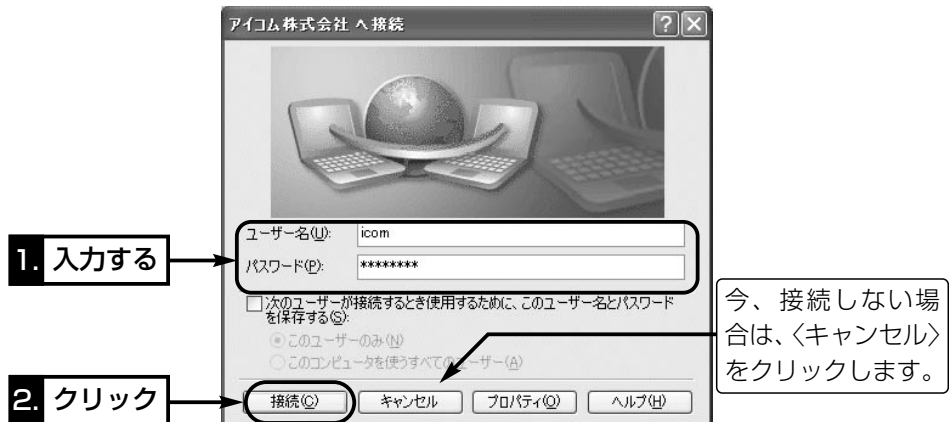 アイコム株式会社 へ接続
ユーザー名(U):
icom
パスワード(P):
********
1. 入力する
次のユーザーが接続するとき使用するために、このユーザー名とパスワード
を保存する(S):
このユーザーのみ(N)
このコンピュータを使うすべてのユーザー(A)
今、接続しない場
合は、〈キャンセル〉
をクリックします。
2. クリック
接続(C)
キャンセル
プロパティ(O)
ヘルプ(H)